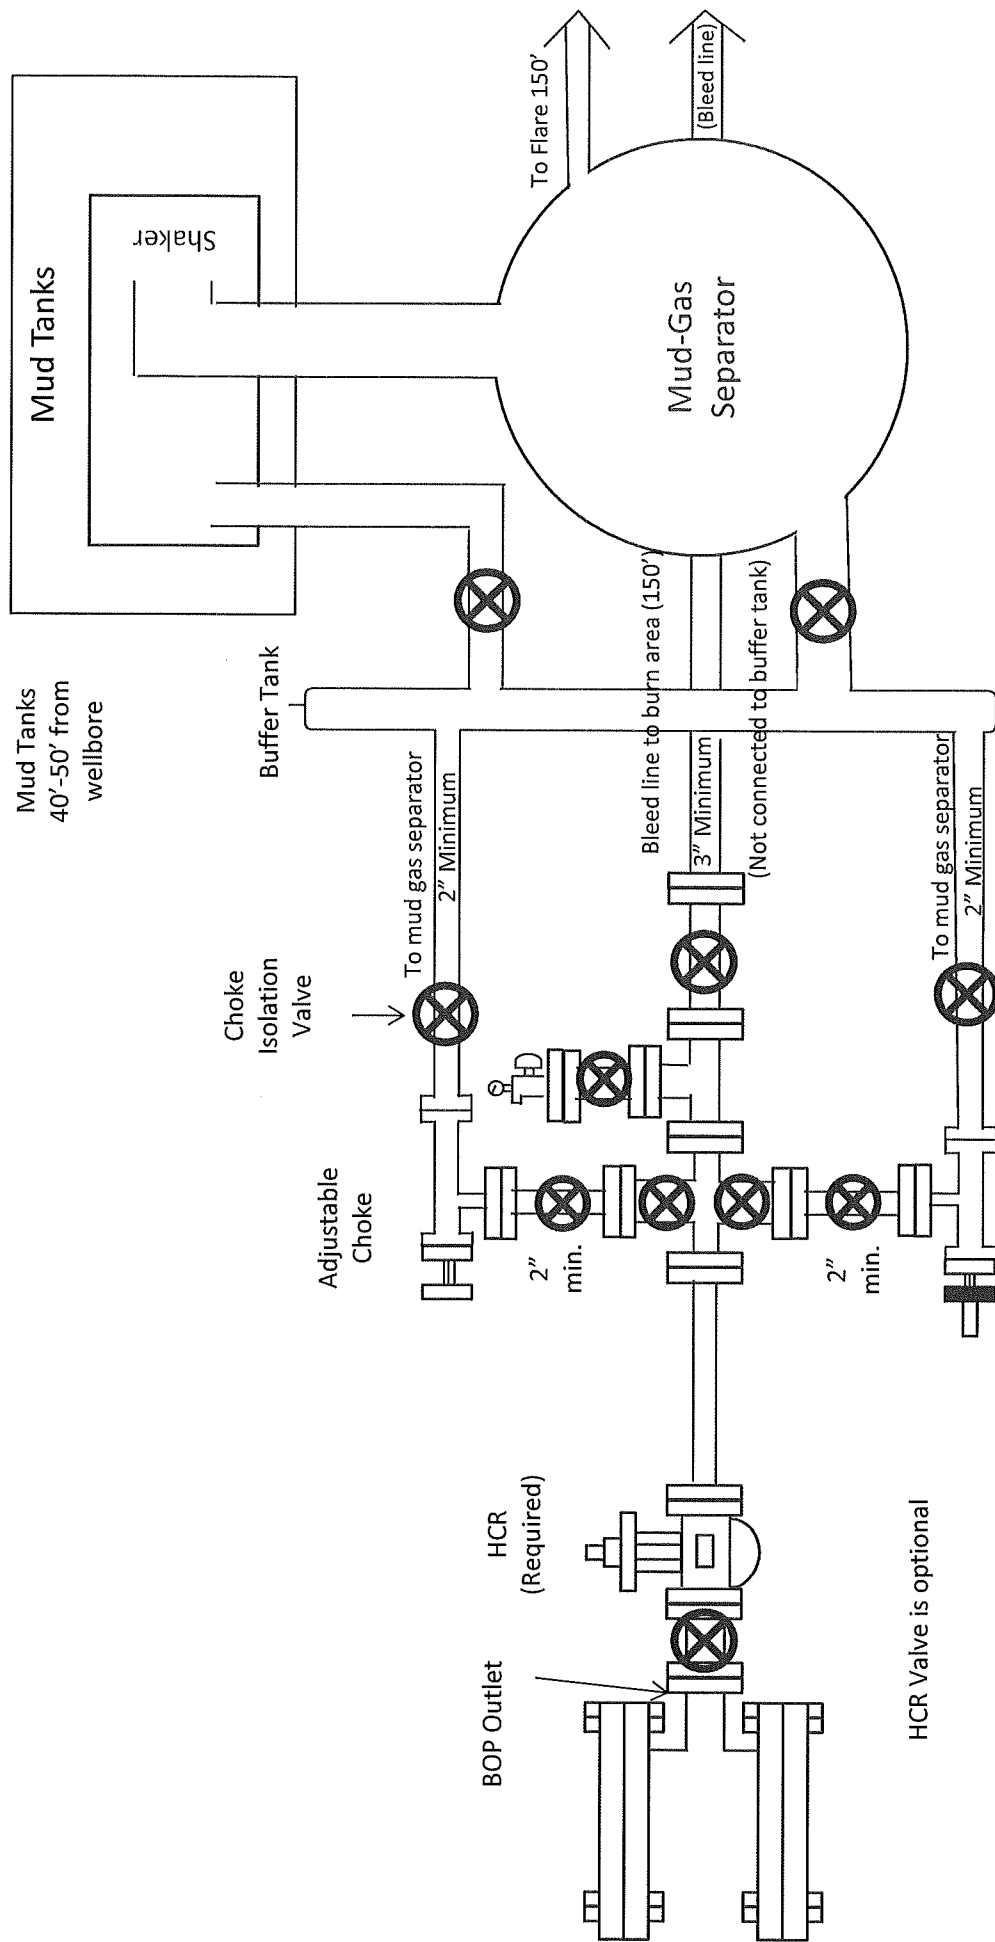 Mud Tanks
40’-50’ from
wellbore
Mud Tanks
Shaker
Buffer Tank
Choke
Isolation
Valve
Adjustable
Choke
To mud gas separator
2” Minimum
To Flare 150’
(Bleed line)
Mud-Gas
Separator
Bleed line to burn area (150’)
3” Minimum
(Not connected to buffer tank)
2”
min.
2”
min.
To mud gas separator
2” Minimum
HCR
(Required)
BOP Outlet
HCR Valve is optional